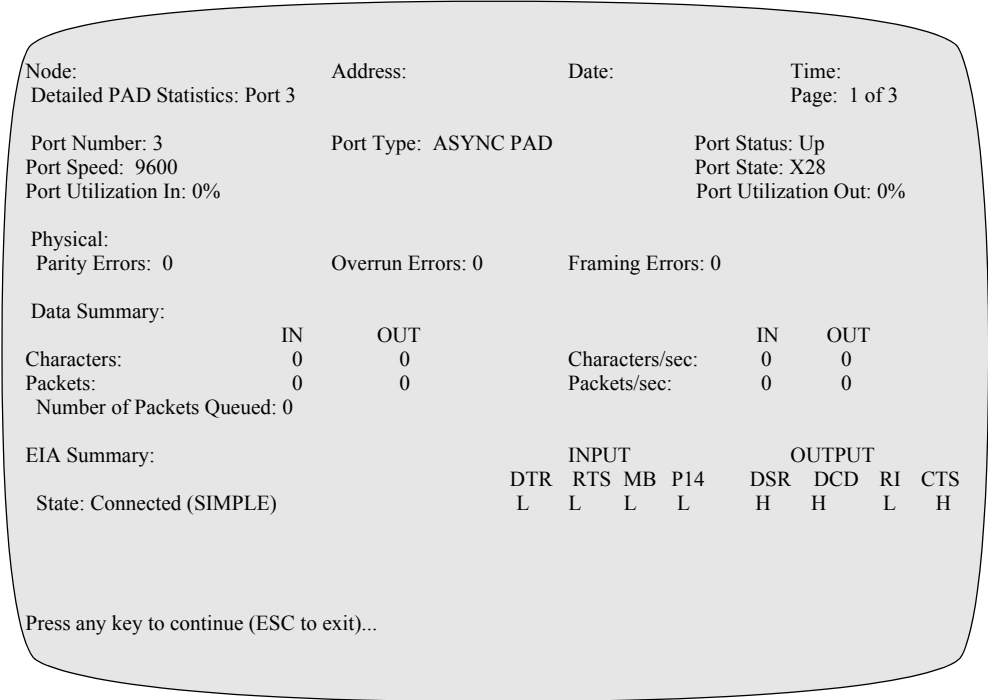 Node: Address: Date: Time:
Detailed PAD Statistics: Port 3 Page: 1 of 3
Port Number: 3 Port Type: ASYNC PAD Port Status: Up
Port Speed: 9600 Port State: X28
Port Utilization In: 0% Port Utilization Out: 0%
Physical:
Parity Errors: 0 Overrun Errors: 0 Framing Errors: 0
Data Summary:
IN OUT IN OUT
Characters: 0 0 Characters/sec: 0 0
Packets: 0 0 Packets/sec: 0 0
Number of Packets Queued: 0
EIA Summary: INPUT OUTPUT
DTR RTS MB P14 DSR DCD RI CTS
State: Connected (SIMPLE) L L L L H H L H
Press any key to continue (ESC to exit)...